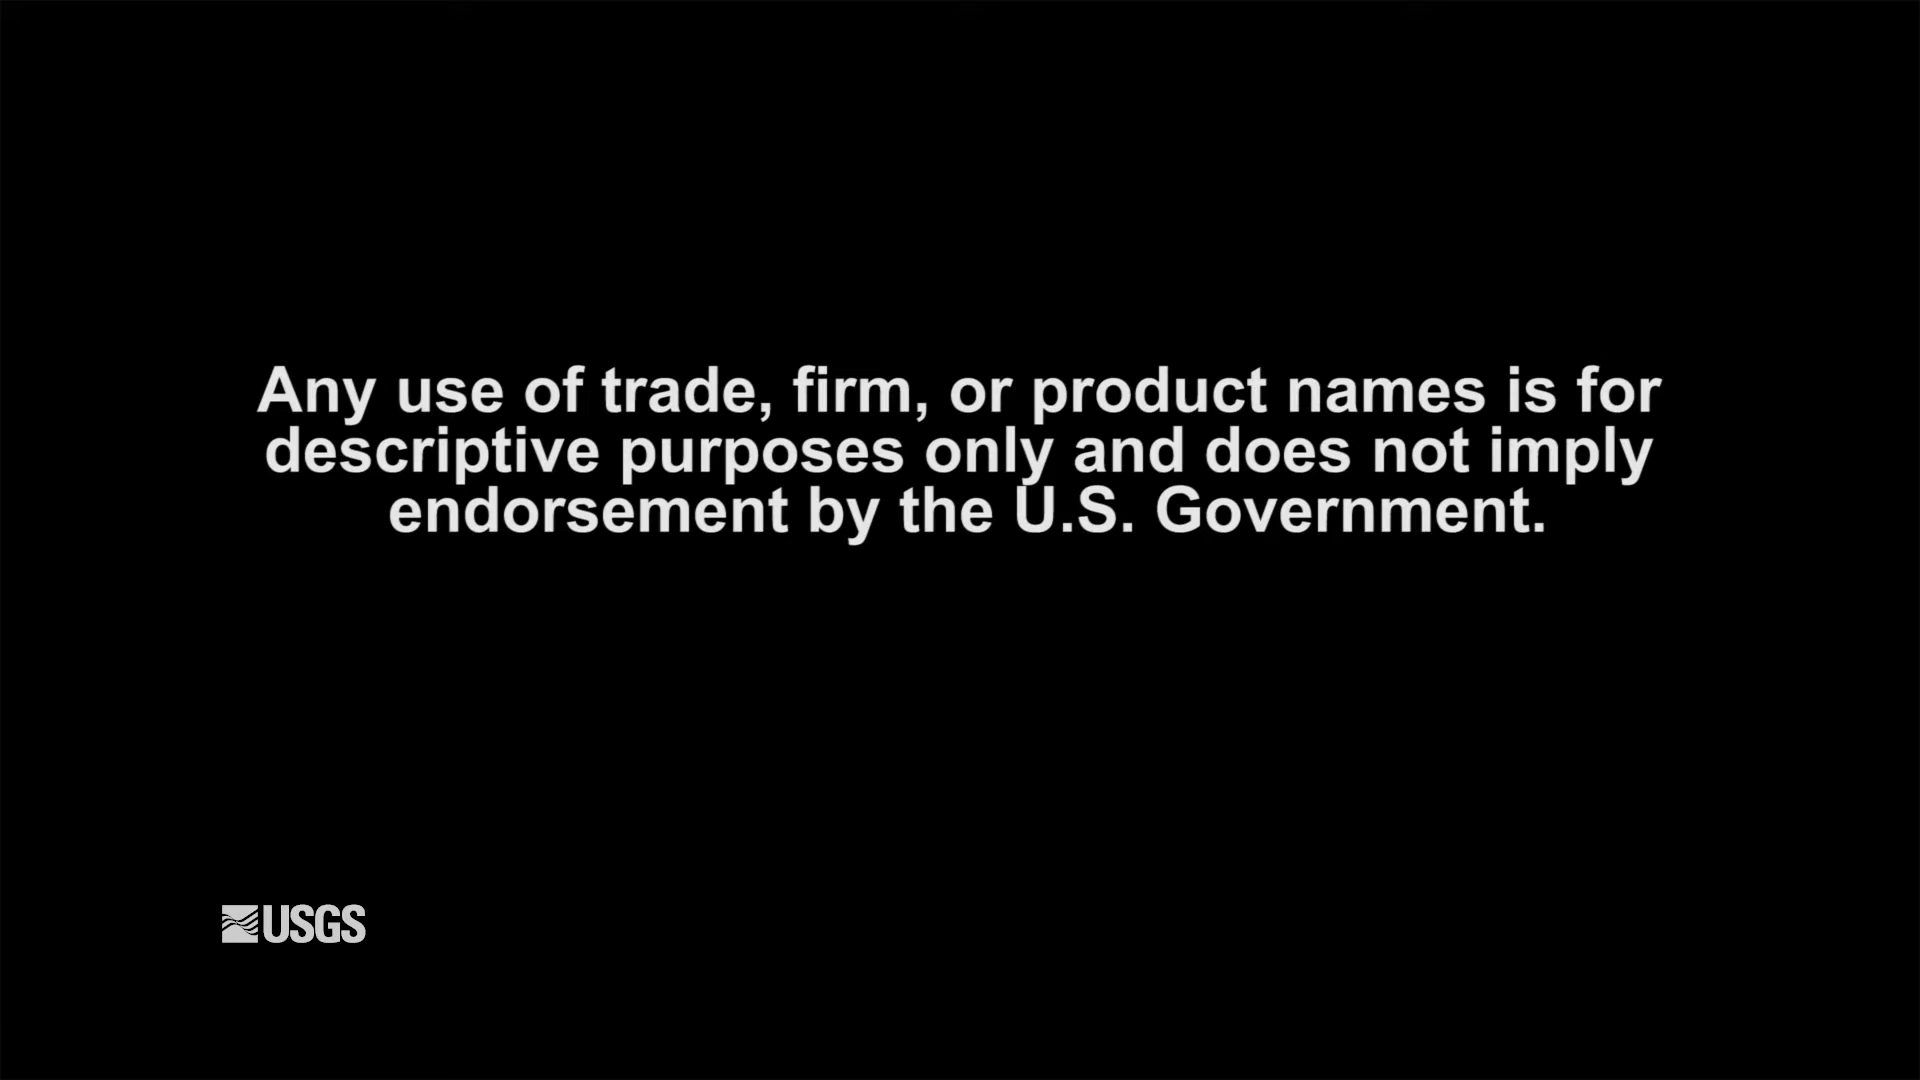 Any use of trade, firm, or product names is for
descriptive purposes only and does not imply
endorsement by the U.S. Government.
USGS